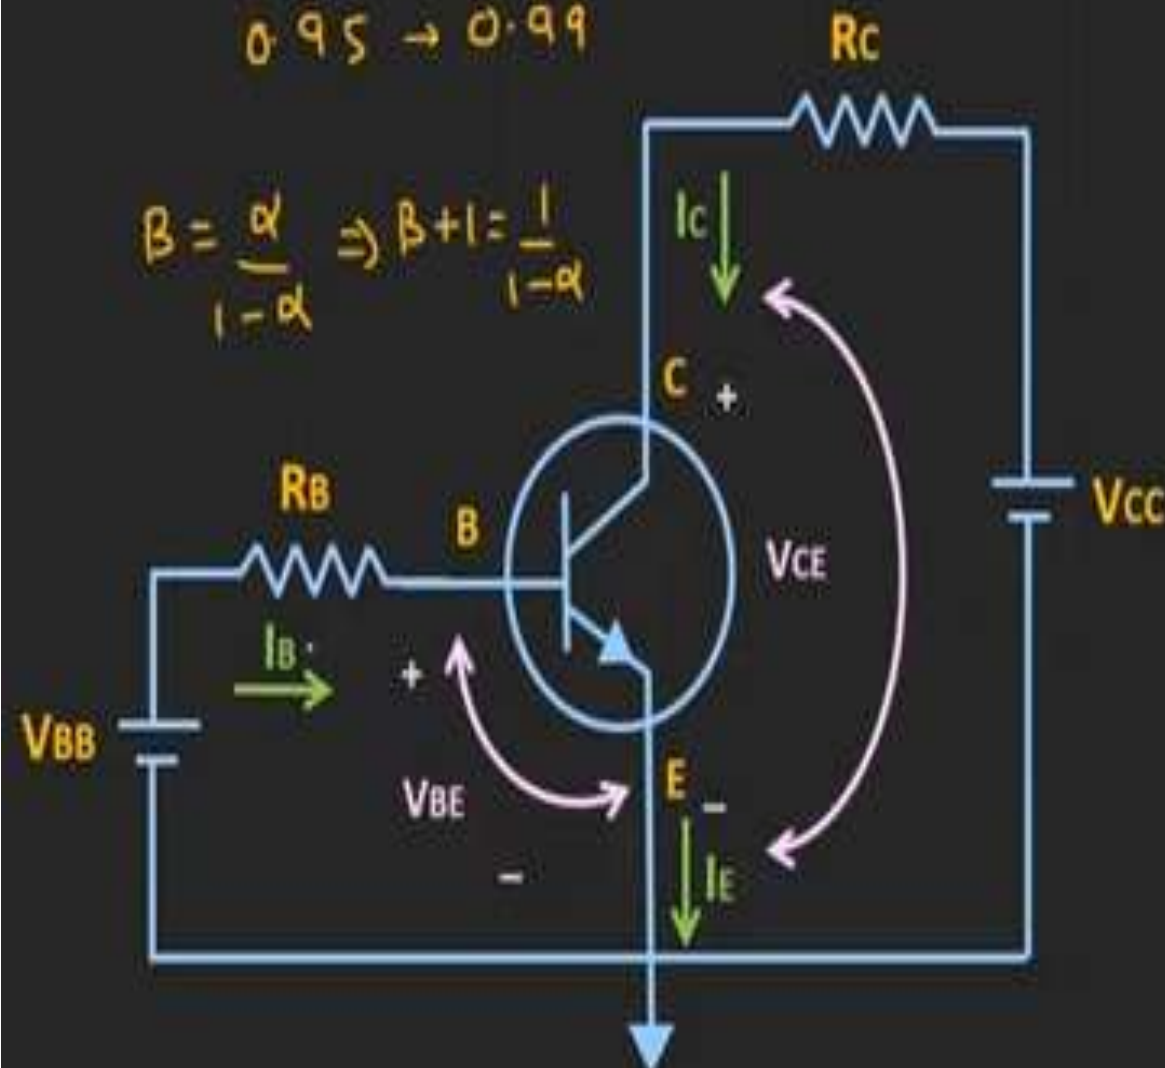 0.95 → 0.99
RC
β = α/1-α ⇒ β+1 = 1/1-α
IC
C +
RB
B
VCC
VCE
IB
+
VBB
E -
VBE
IE
-